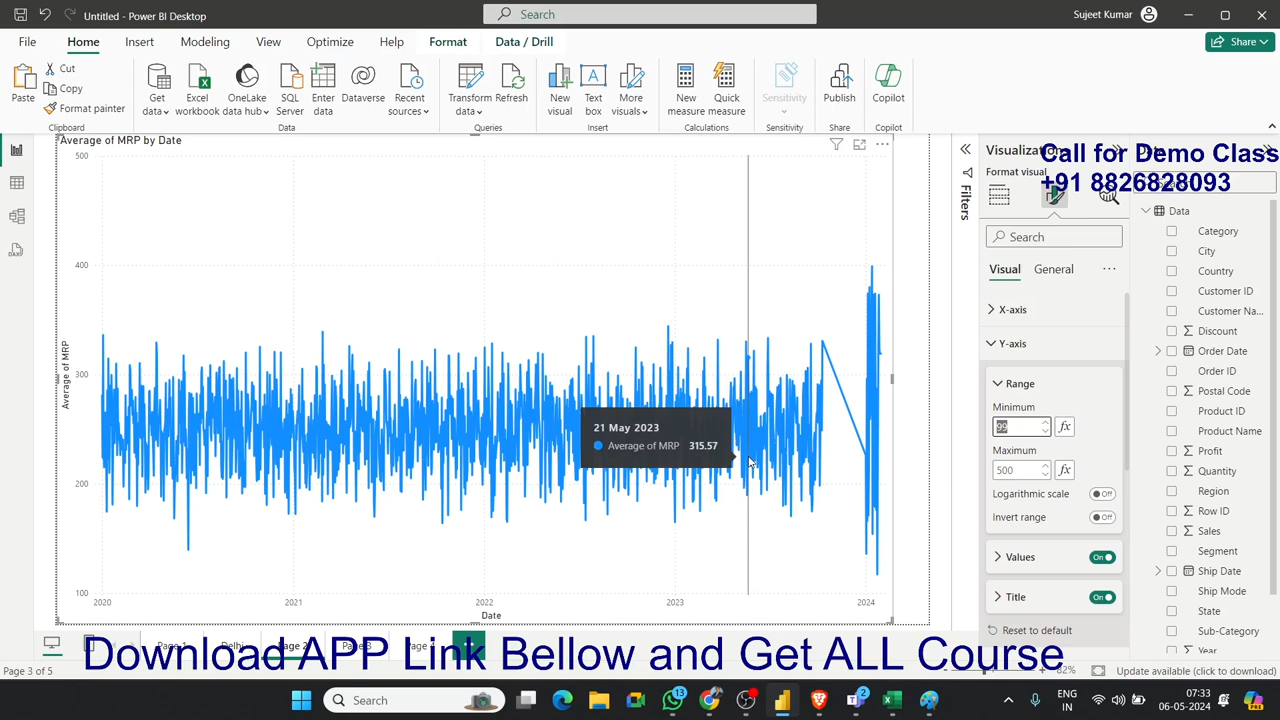 Untitled - Power BI Desktop
Search
Sujeet Kumar
File Home Insert Modeling View Optimize Help Format Data / Drill
Share
Paste
Cut
Copy
Format painter
Get data
Excel workbook
OneLake data hub
SQL Server
Enter data
Dataverse
Recent sources
Transform data
Refresh
New visual
Text box
More visuals
New measure
Quick measure
Sensitivity
Publish
Copilot
Clipboard
Data
Queries
Insert
Calculations
Sensitivity
Share
Copilot
Average of MRP by Date
500
400
300
200
100
Average of MRP
2020 2021 2022 2023 2024
Date
21 May 2023
Average of MRP 315.57
Filters
Call for Demo Class
+91 8826828093
Format visual
Search
Visual General
X-axis
Y-axis
Range
Minimum
Maximum
500
Logarithmic scale Off
Invert range Off
Values On
Title On
Reset to default
Data
Category
City
Country
Customer ID
Customer Na...
Discount
Order Date
Order ID
Postal Code
Product ID
Product Name
Profit
Quantity
Region
Row ID
Sales
Segment
Ship Date
Ship Mode
State
Sub-Category
Year
Download APP Link Bellow and Get ALL Course
Page 3 of 5
Update available (click to download)
Search
13
2
ENG
IN
07:33
06-05-2024